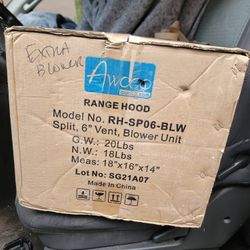 EXTRA
BLOWER
Awoco
RANGE HOOD
Model No. RH-SP06-BLW
Split, 6" Vent, Blower Unit
G.W.: 20Lbs
N.W.: 18Lbs
Meas: 18"x16"x14"
Lot No: SG21A07
Made In China